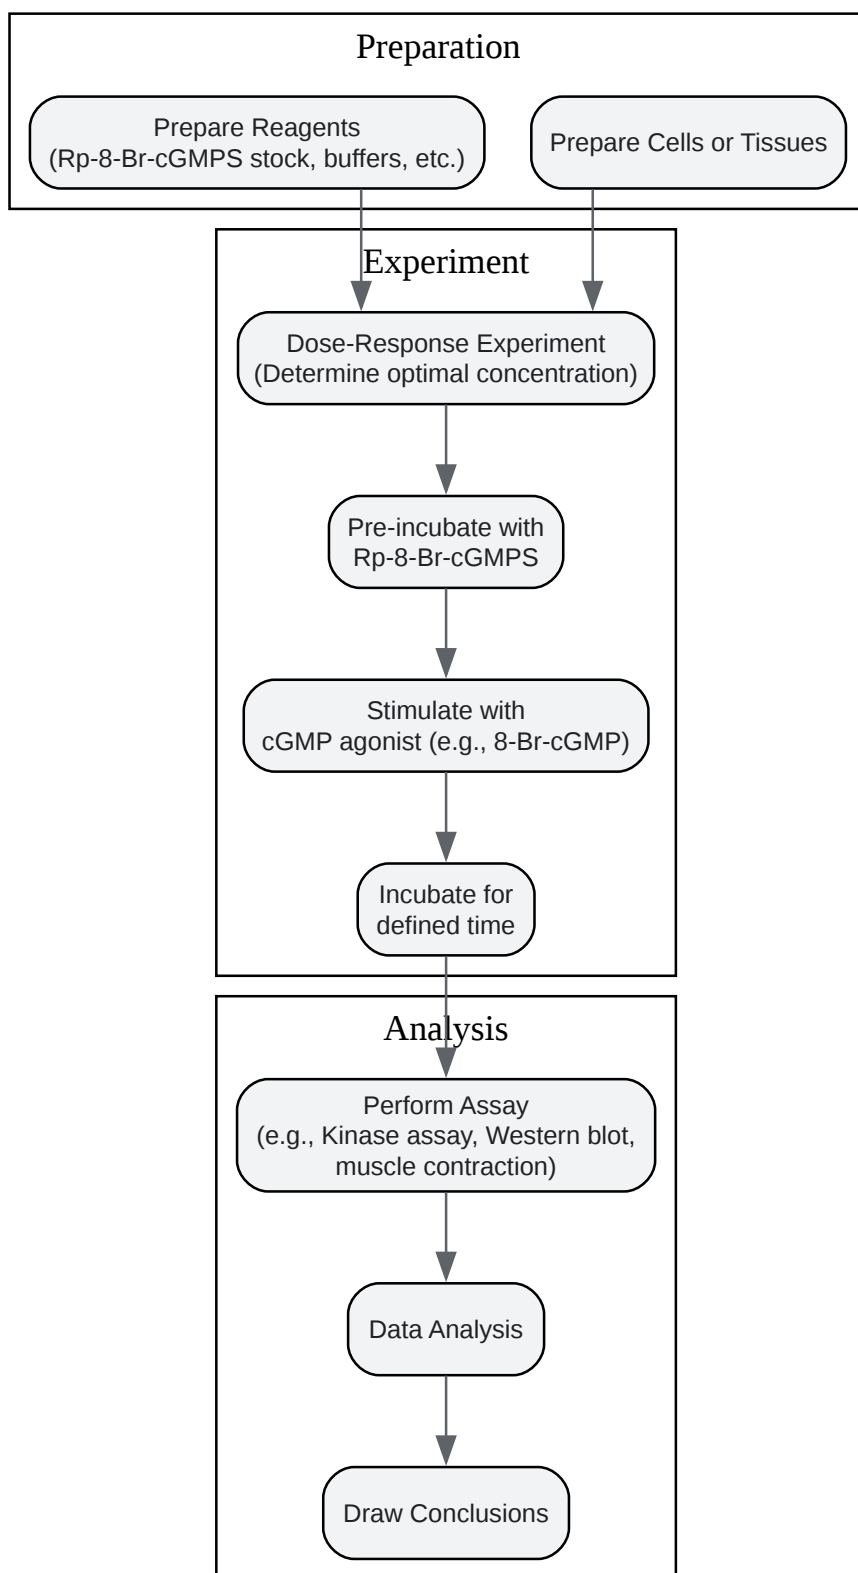 Preparation
Prepare Reagents
(Rp-8-Br-cGMPS stock, buffers, etc.)
Prepare Cells or Tissues
Experiment
Dose-Response Experiment
(Determine optimal concentration)
Pre-incubate with
Rp-8-Br-cGMPS
Stimulate with
cGMP agonist (e.g., 8-Br-cGMP)
Incubate for
defined time
Analysis
Perform Assay
(e.g., Kinase assay, Western blot,
muscle contraction)
Data Analysis
Draw Conclusions